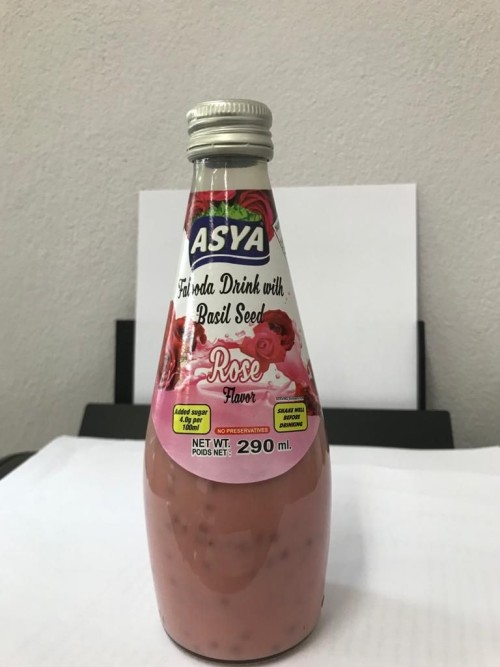 ASYA
Falooda Drink with
Basil Seed
Rose
Flavor
Added sugar
4.0g per
100ml
NO PRESERVATIVES
SHAKE WELL
BEFORE
DRINKING
NET WT.
POIDS NET.:
290 ml.